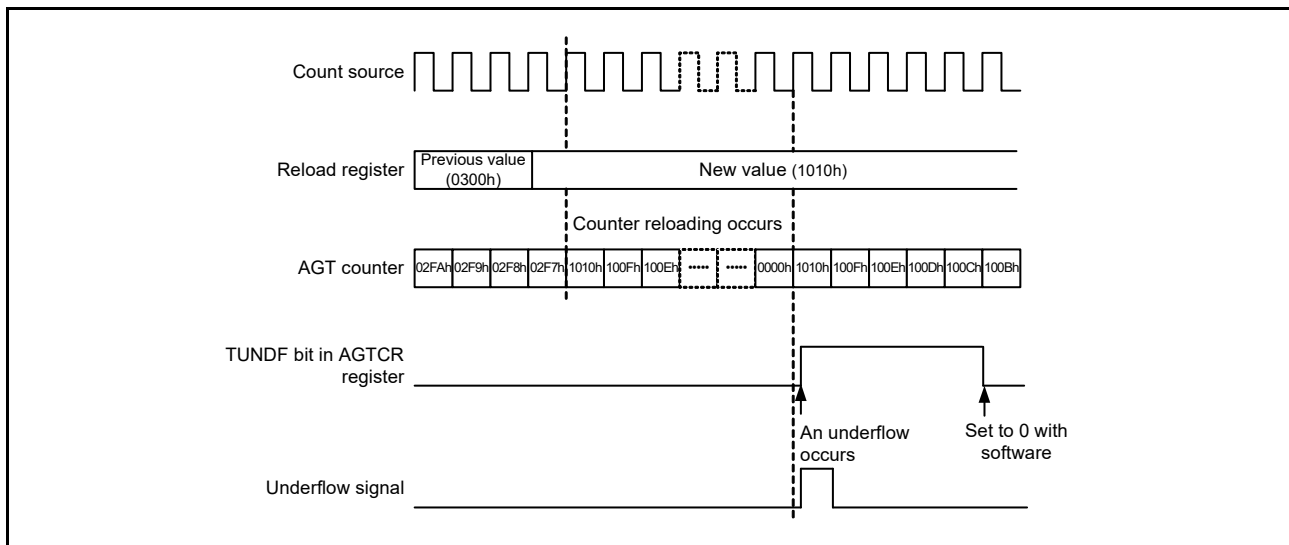 Count source
Reload register
Previous value
(0300h)
New value (1010h)
Counter reloading occurs
AGT counter
02FAh 02F9h 02F8h 02F7h 1010h 100Fh 100Eh ••••• ••••• 0000h 1010h 100Fh 100Eh 100Dh 100Ch 100Bh
TUNDF bit in AGTCR
register
An underflow
occurs
Set to 0 with
software
Underflow signal